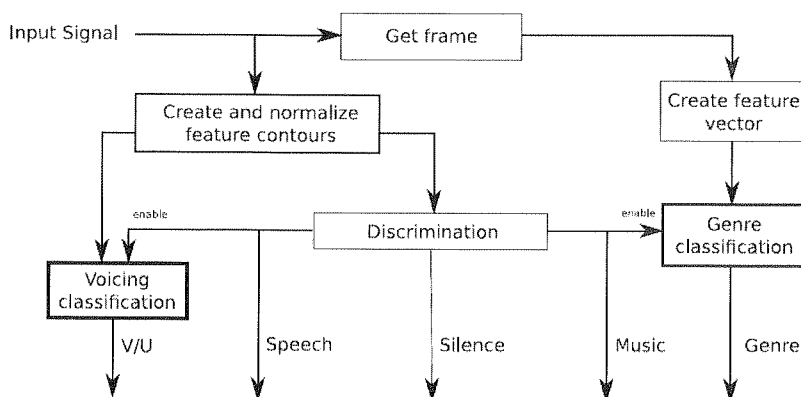 Input Signal
Get frame
Create and normalize
feature contours
Create feature
vector
enable
Discrimination
enable
Genre
classification
Voicing
classification
V/U
Speech
Silence
Music
Genre